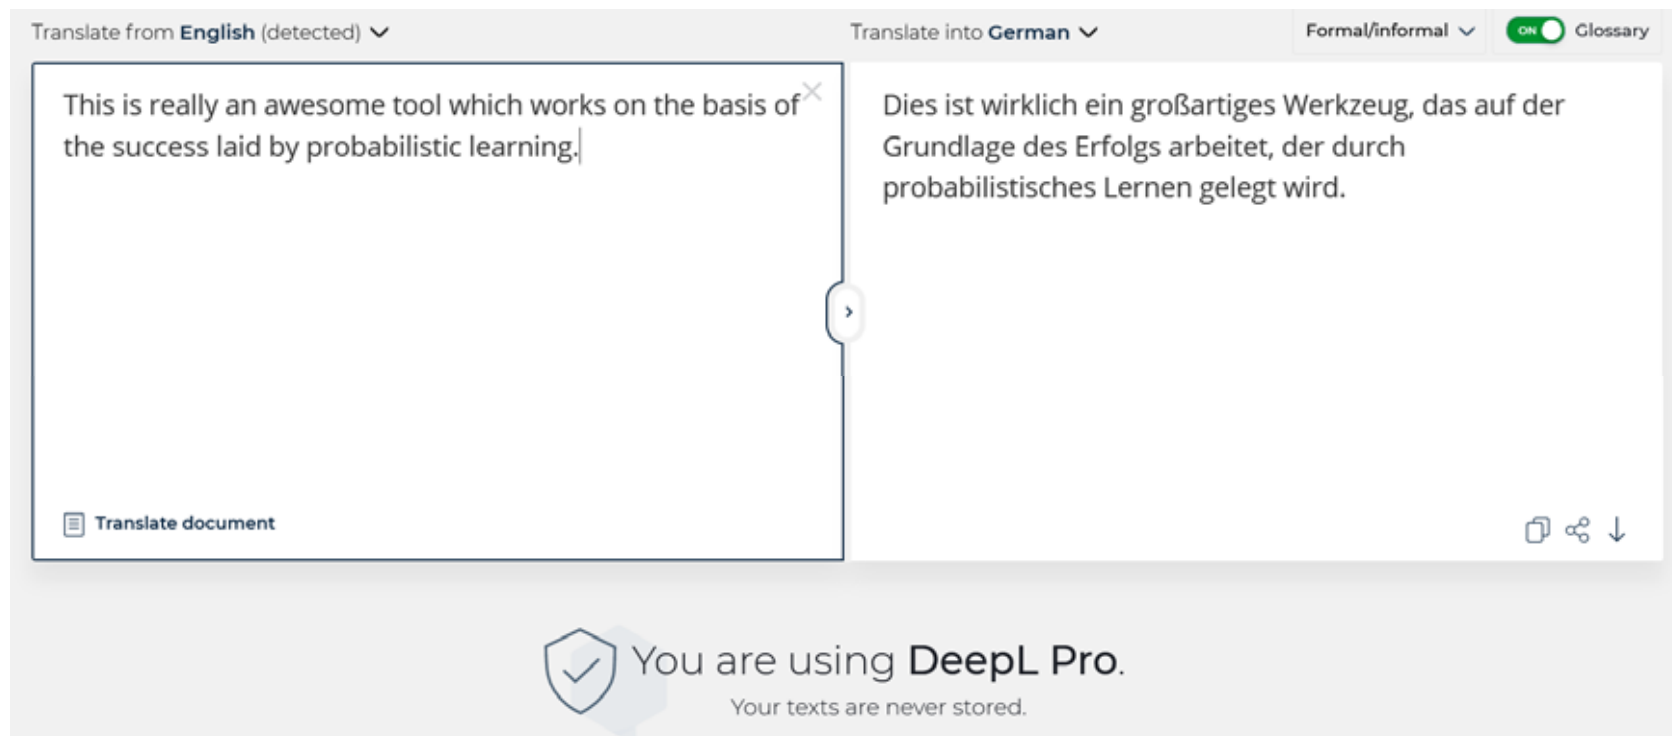 Translate from English (detected)
Translate into German
Formal/informal
ON
Glossary
This is really an awesome tool which works on the basis of
the success laid by probabilistic learning.
Dies ist wirklich ein großartiges Werkzeug, das auf der
Grundlage des Erfolgs arbeitet, der durch
probabilistisches Lernen gelegt wird.
Translate document
You are using DeepL Pro.
Your texts are never stored.